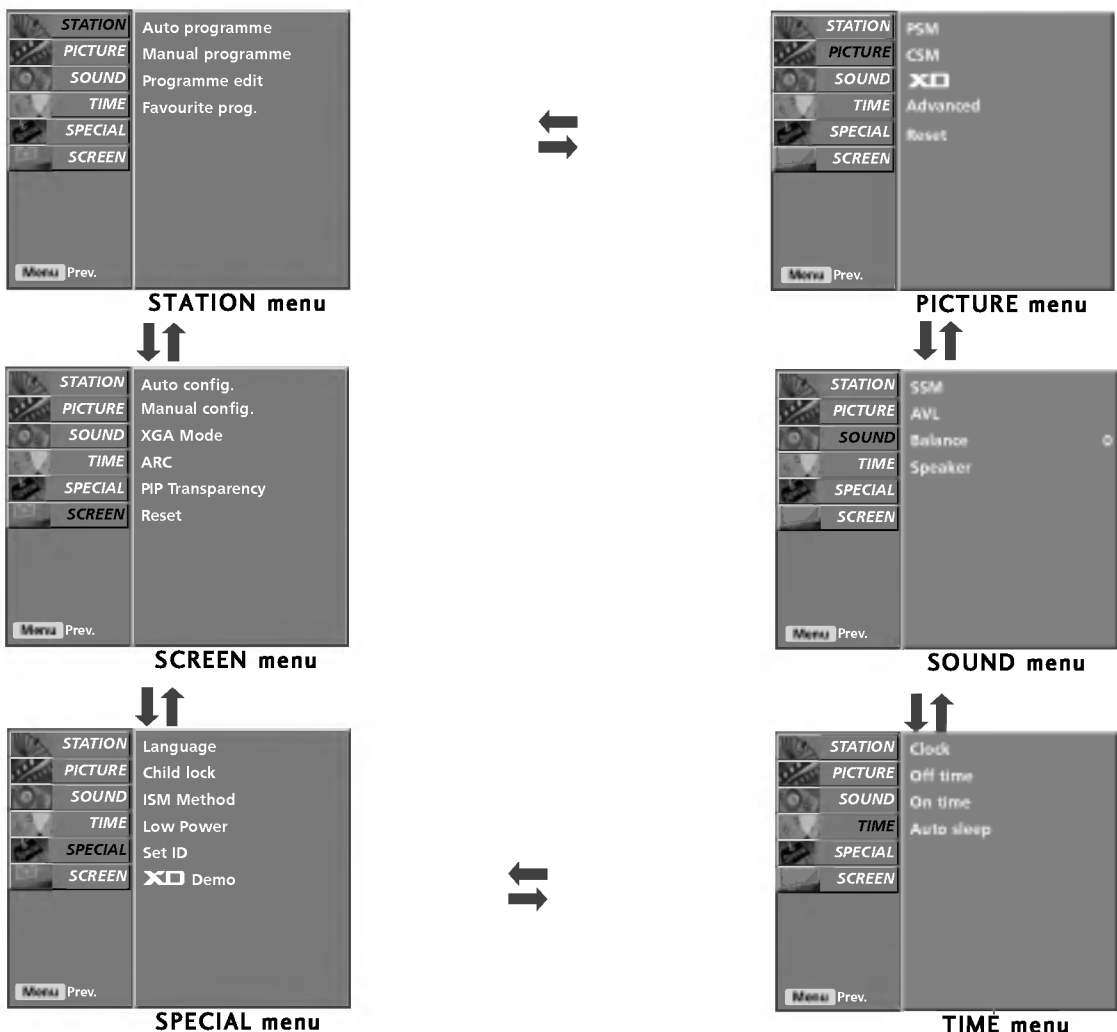 STATION
PICTURE
SOUND
TIME
SPECIAL
SCREEN
Auto programme
Manual programme
Programme edit
Favourite prog.
Menu Prev.
STATION menu
STATION
PICTURE
SOUND
TIME
SPECIAL
SCREEN
PSM
CSM
XD
Advanced
Reset
Menu Prev.
PICTURE menu
STATION
PICTURE
SOUND
TIME
SPECIAL
SCREEN
Auto config.
Manual config.
XGA Mode
ARC
PIP Transparency
Reset
Menu Prev.
SCREEN menu
STATION
PICTURE
SOUND
TIME
SPECIAL
SCREEN
SSM
AVL
Balance 0
Speaker
Menu Prev.
SOUND menu
STATION
PICTURE
SOUND
TIME
SPECIAL
SCREEN
Language
Child lock
ISM Method
Low Power
Set ID
XD Demo
Menu Prev.
SPECIAL menu
STATION
PICTURE
SOUND
TIME
SPECIAL
SCREEN
Clock
Off time
On time
Auto sleep
Menu Prev.
TIME menu